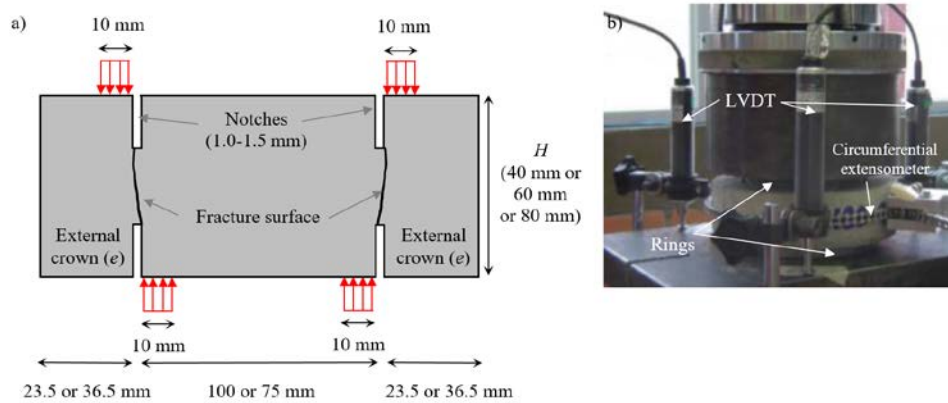 a)
10 mm
10 mm
Notches
(1.0-1.5 mm)
H
(40 mm or
60 mm
or 80 mm)
Fracture surface
External
crown (e)
External
crown (e)
10 mm
10 mm
23.5 or 36.5 mm
100 or 75 mm
23.5 or 36.5 mm
b)
LVDT
Circumferential
extensometer
Rings